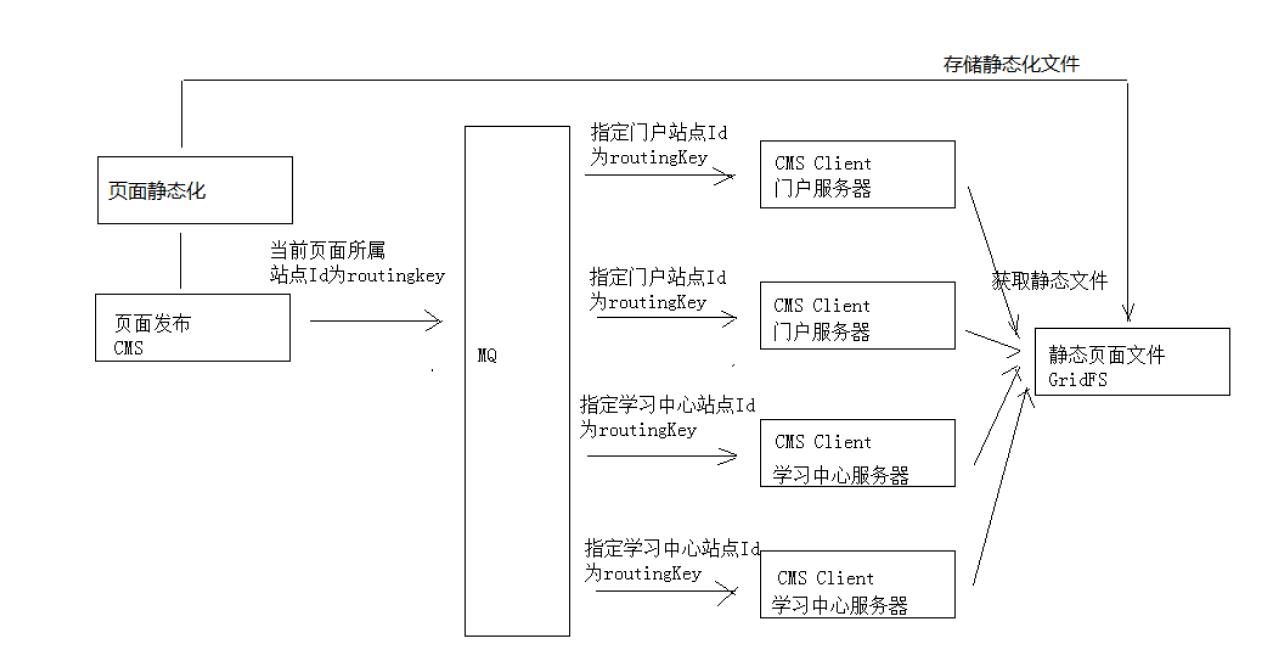 存储静态化文件
页面静态化
当前页面所属
站点Id为routingkey
页面发布
CMS
MQ
指定门户站点Id
为routingKey
CMS Client
门户服务器
指定门户站点Id
为routingKey
CMS Client
门户服务器
指定学习中心站点Id
为routingKey
CMS Client
学习中心服务器
指定学习中心站点Id
为routingKey
CMS Client
学习中心服务器
获取静态文件
静态页面文件
GridFS